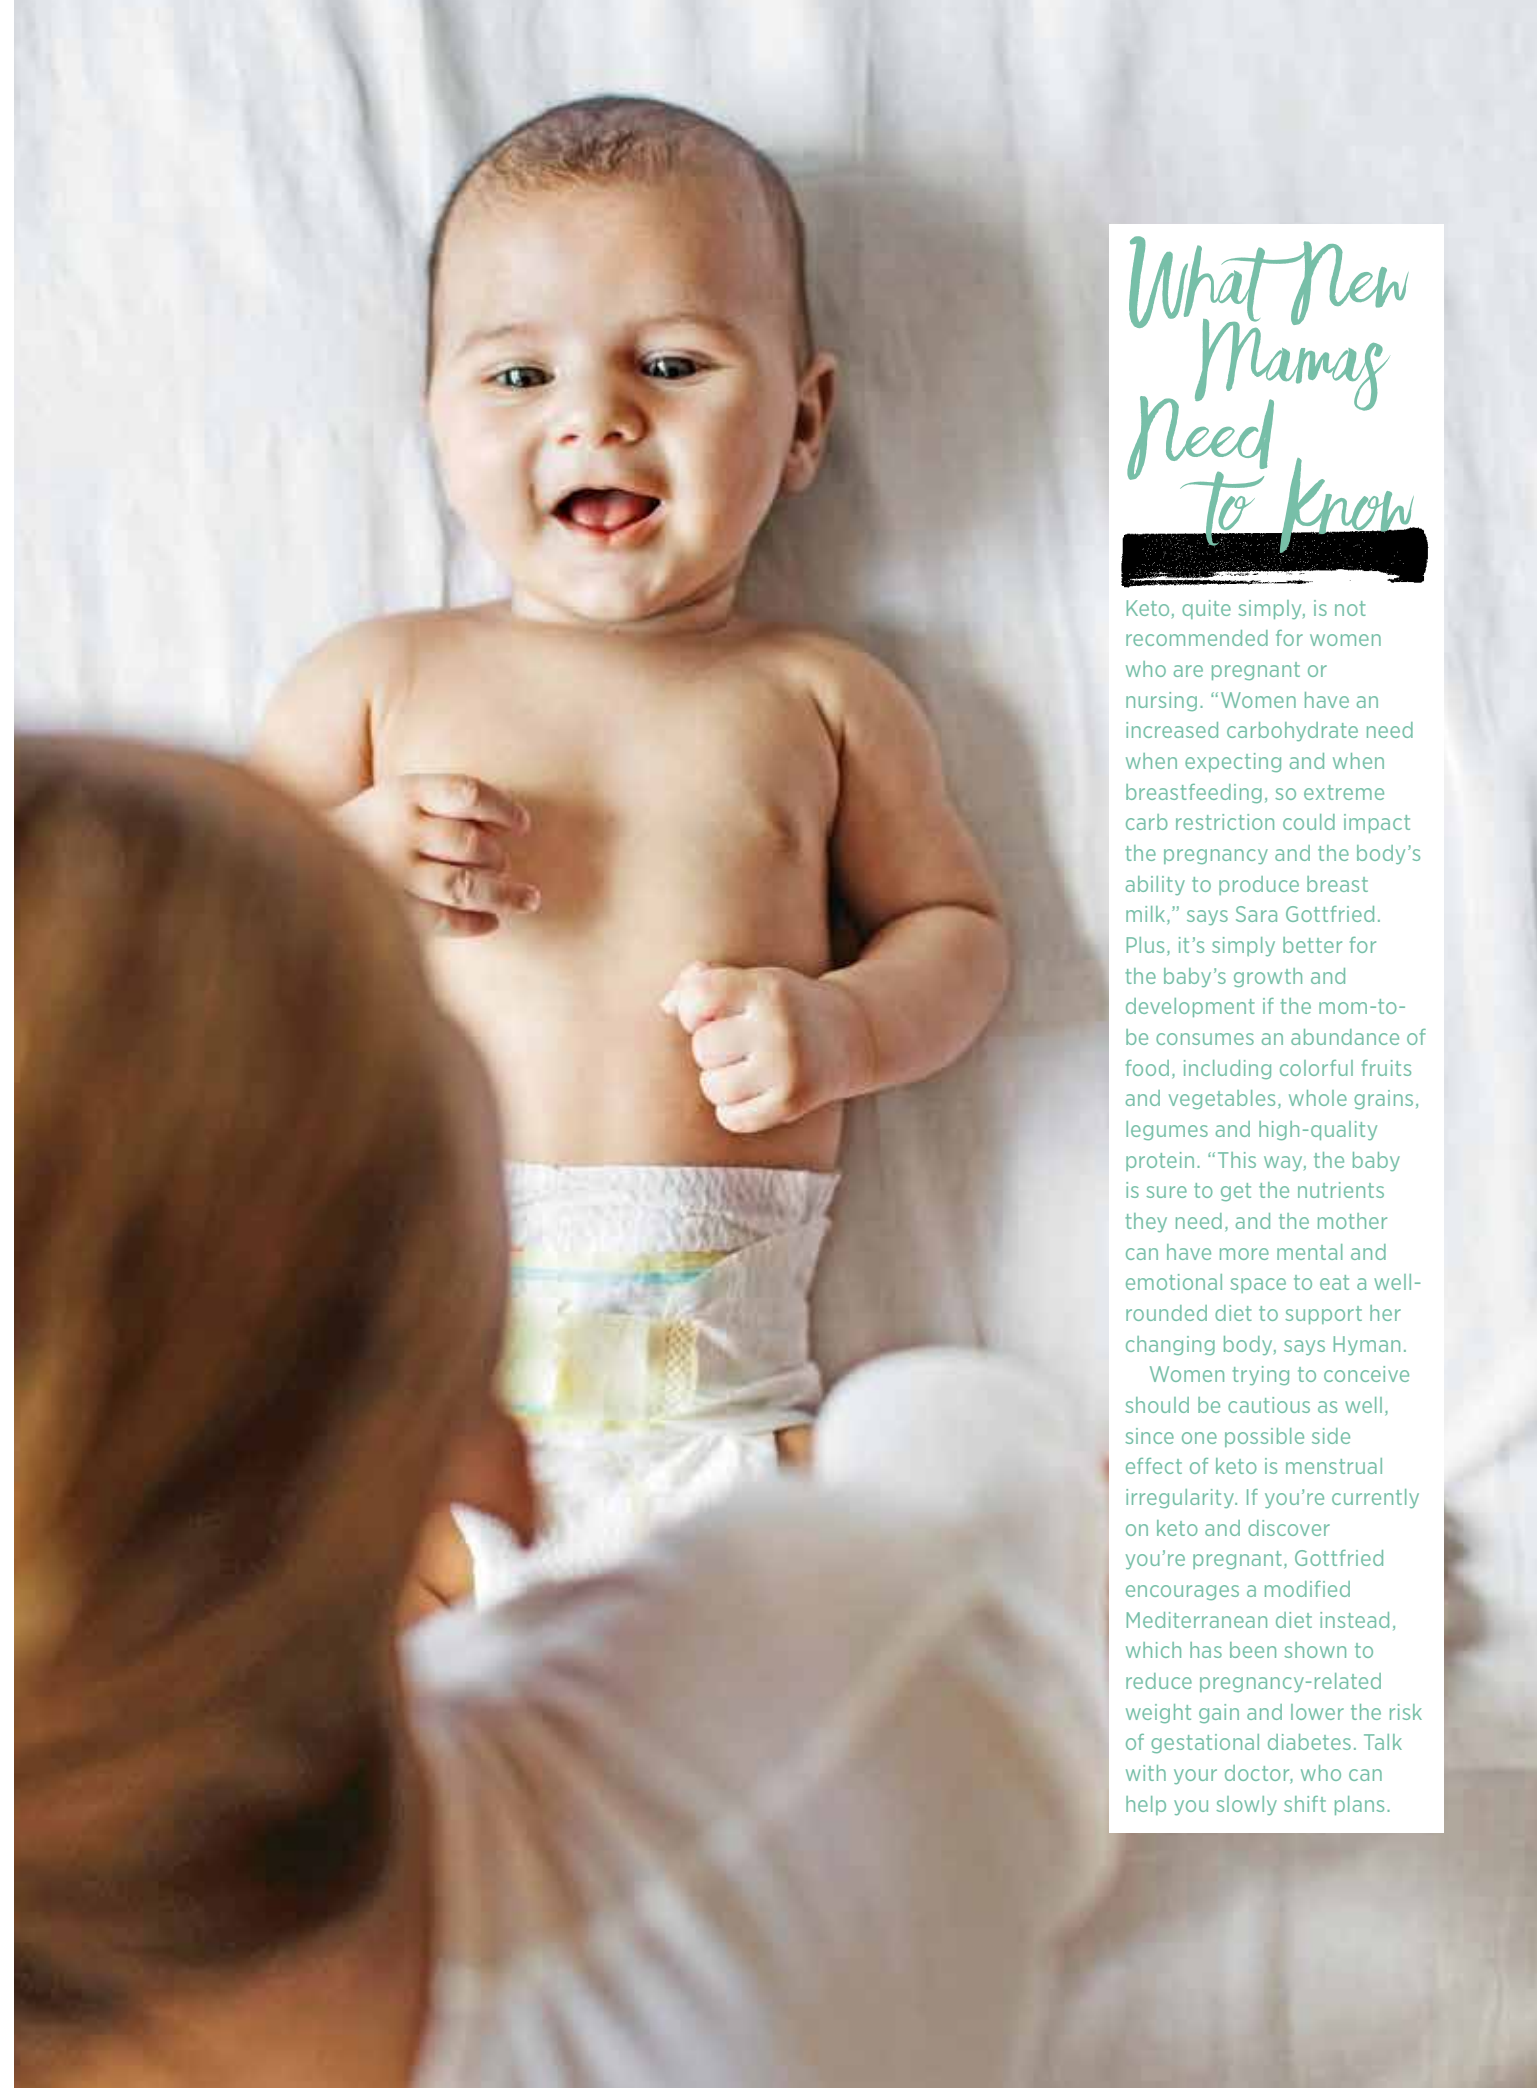 What New
Mamas
Need
to Know
Keto, quite simply, is not
recommended for women
who are pregnant or
nursing. “Women have an
increased carbohydrate need
when expecting and when
breastfeeding, so extreme
carb restriction could impact
the pregnancy and the body’s
ability to produce breast
milk,” says Sara Gottfried.
Plus, it’s simply better for
the baby’s growth and
development if the mom-to-
be consumes an abundance of
food, including colorful fruits
and vegetables, whole grains,
legumes and high-quality
protein. “This way, the baby
is sure to get the nutrients
they need, and the mother
can have more mental and
emotional space to eat a well-
rounded diet to support her
changing body, says Hyman.
Women trying to conceive
should be cautious as well,
since one possible side
effect of keto is menstrual
irregularity. If you’re currently
on keto and discover
you’re pregnant, Gottfried
encourages a modified
Mediterranean diet instead,
which has been shown to
reduce pregnancy-related
weight gain and lower the risk
of gestational diabetes. Talk
with your doctor, who can
help you slowly shift plans.